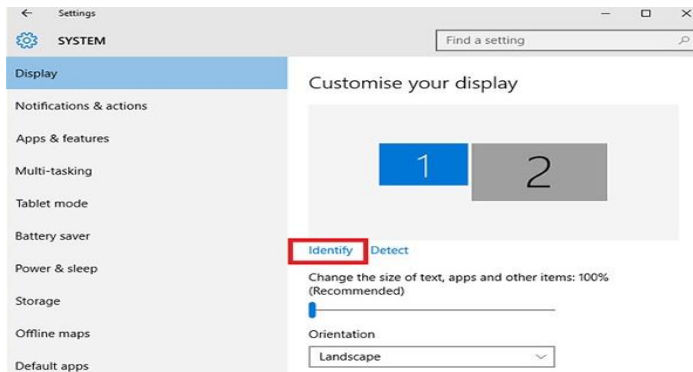 Settings
SYSTEM
Find a setting
Display
Notifications & actions
Apps & features
Multi-tasking
Tablet mode
Battery saver
Power & sleep
Storage
Offline maps
Default apps
Customise your display
1
2
Identify Detect
Change the size of text, apps and other items: 100%
(Recommended)
Orientation
Landscape